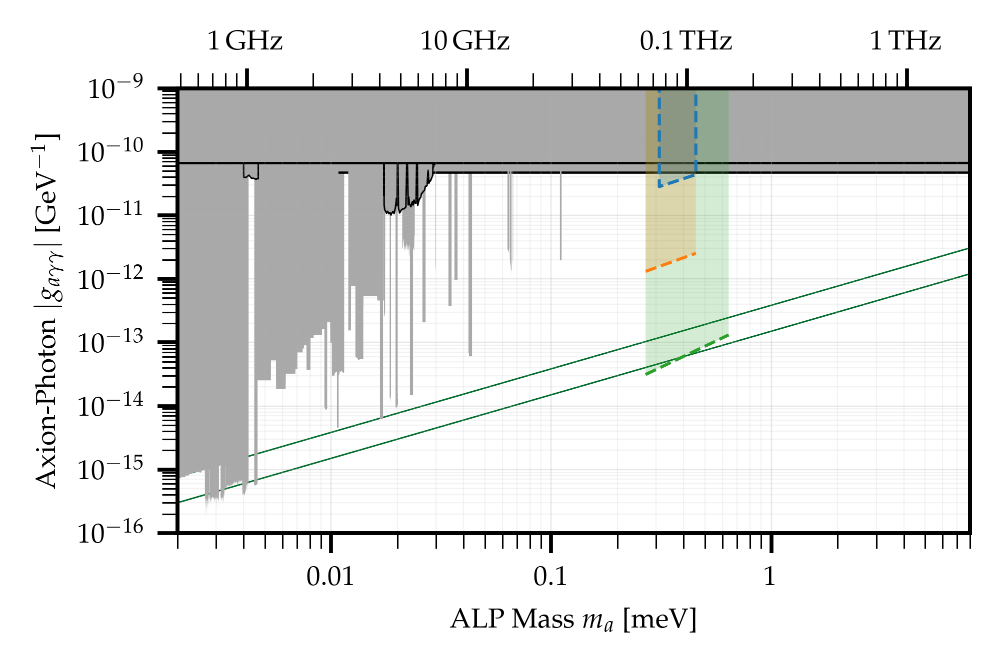 1 GHz 10 GHz 0.1 THz 1 THz
10⁻⁹
10⁻¹⁰
10⁻¹¹
10⁻¹²
10⁻¹³
10⁻¹⁴
10⁻¹⁵
10⁻¹⁶
Axion-Photon |g_{aγγ}| [GeV⁻¹]
0.01 0.1 1
ALP Mass m_a [meV]